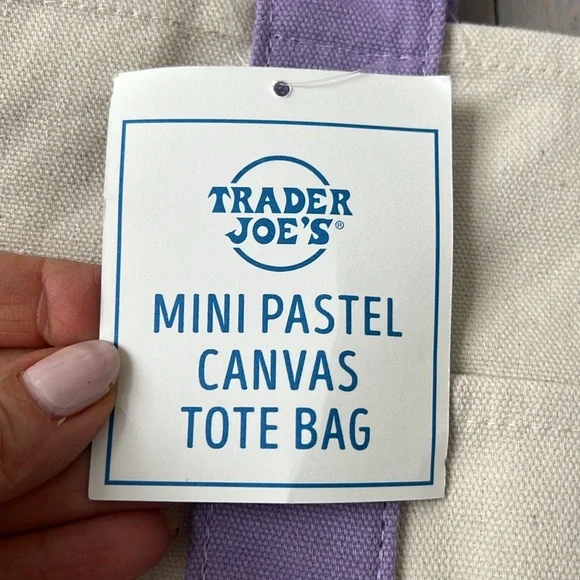 TRADER
JOE'S®
MINI PASTEL
CANVAS
TOTE BAG